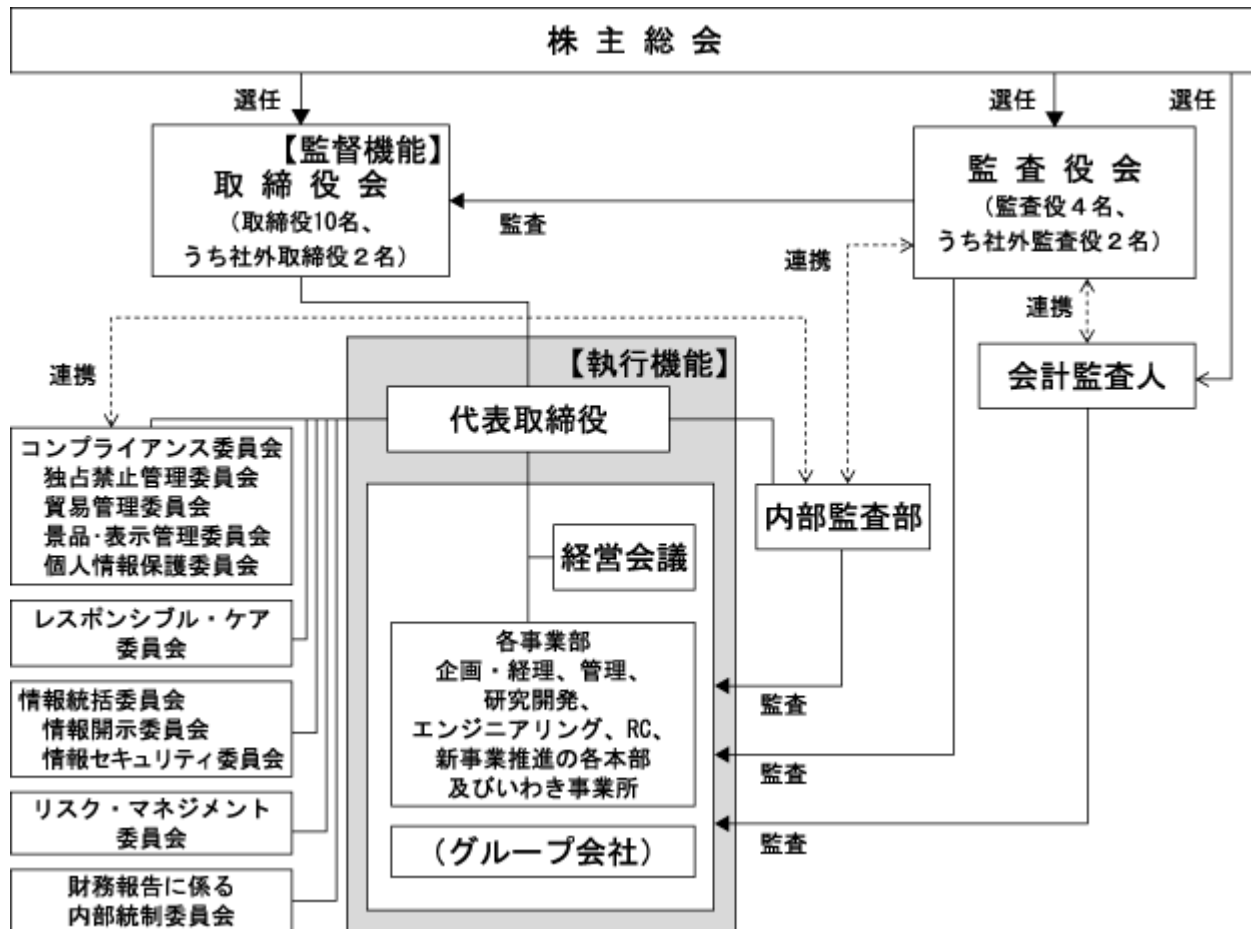 株主総会
選任
選任
選任
【監督機能】
取締役会
(取締役10名、
うち社外取締役2名)
監査役会
(監査役4名、
うち社外監査役2名)
監査
連携
連携
連携
【執行機能】
会計監査人
代表取締役
コンプライアンス委員会
独占禁止管理委員会
貿易管理委員会
景品・表示管理委員会
個人情報保護委員会
内部監査部
経営会議
レスポンシブル・ケア
委員会
各事業部
企画・経理、管理、
研究開発、
エンジニアリング、RC、
新事業推進の各本部
及びいわき事業所
監査
監査
監査
情報統括委員会
情報開示委員会
情報セキュリティ委員会
リスク・マネジメント
委員会
(グループ会社)
財務報告に係る
内部統制委員会